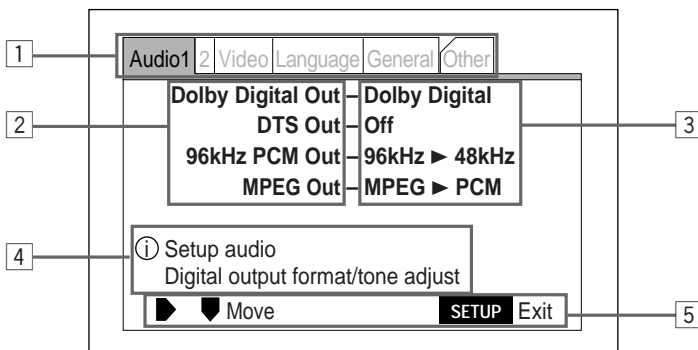 1
Audio1 2 Video Language General Other
2
3
Dolby Digital Out – Dolby Digital
DTS Out – Off
96kHz PCM Out – 96kHz ► 48kHz
MPEG Out – MPEG ► PCM
4
ⓘ Setup audio
Digital output format/tone adjust
Move SETUP Exit
5